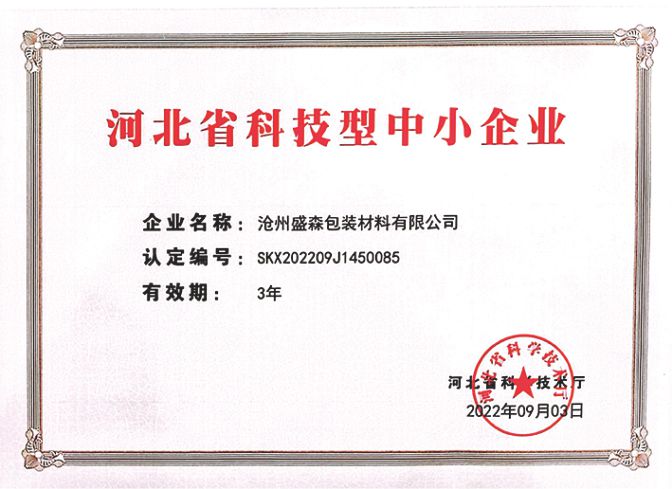 河北省科技型中小企业
企业名称：沧州盛森包装材料有限公司
认定编号：SKX202209J1450085
有效期：3年
河北省科学技术厅
河北省科学技术厅
2022年09月03日